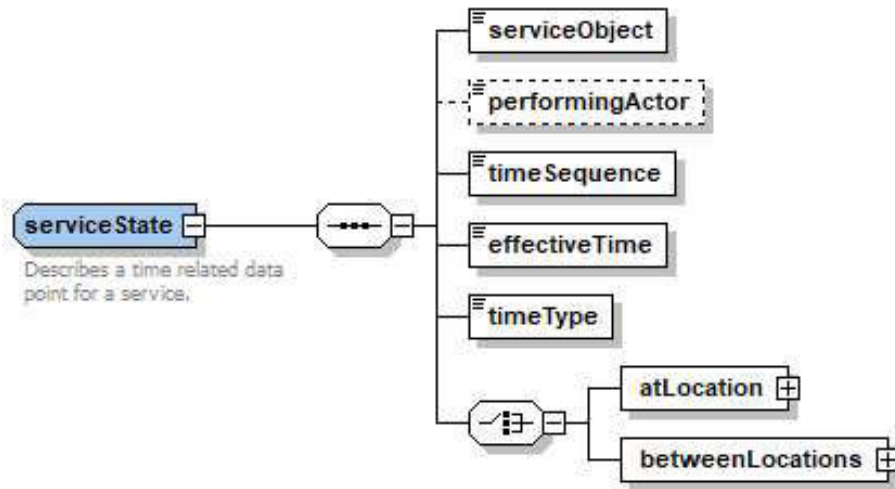 serviceObject
performingActor
timeSequence
serviceState
Describes a time related data
point for a service.
effectiveTime
timeType
atLocation
betweenLocations